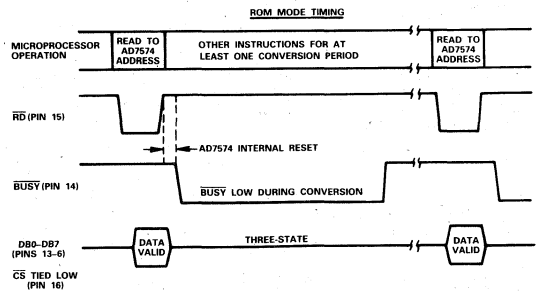 ROM MODE TIMING
MICROPROCESSOR
OPERATION
READ TO
AD7574
ADDRESS
OTHER INSTRUCTIONS FOR AT
LEAST ONE CONVERSION PERIOD
READ TO
AD7574
ADDRESS
RD (PIN 15)
AD7574 INTERNAL RESET
BUSY (PIN 14)
BUSY LOW DURING CONVERSION
DB0–DB7
(PINS 13–6)
DATA
VALID
THREE-STATE
DATA
VALID
CS TIED LOW
(PIN 16)